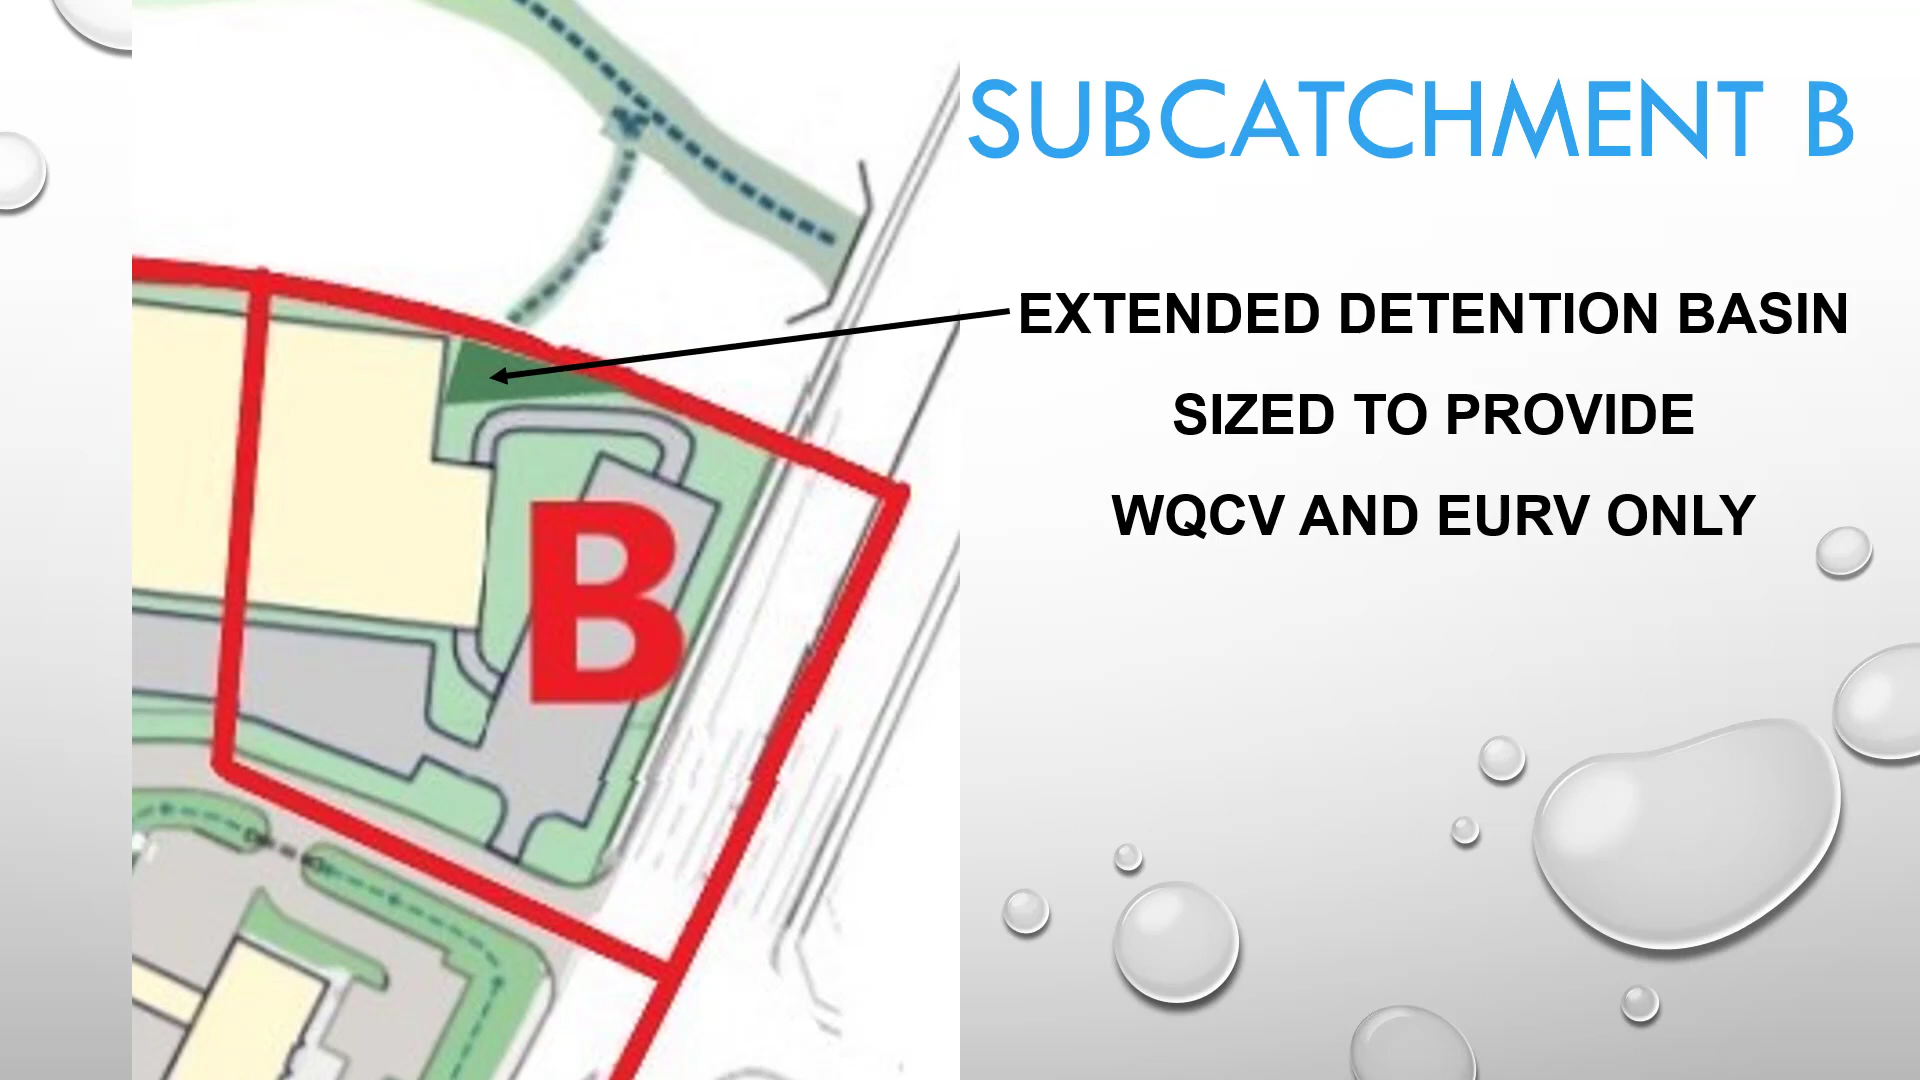 SUBCATCHMENT B
EXTENDED DETENTION BASIN
SIZED TO PROVIDE
WQCV AND EURV ONLY
B